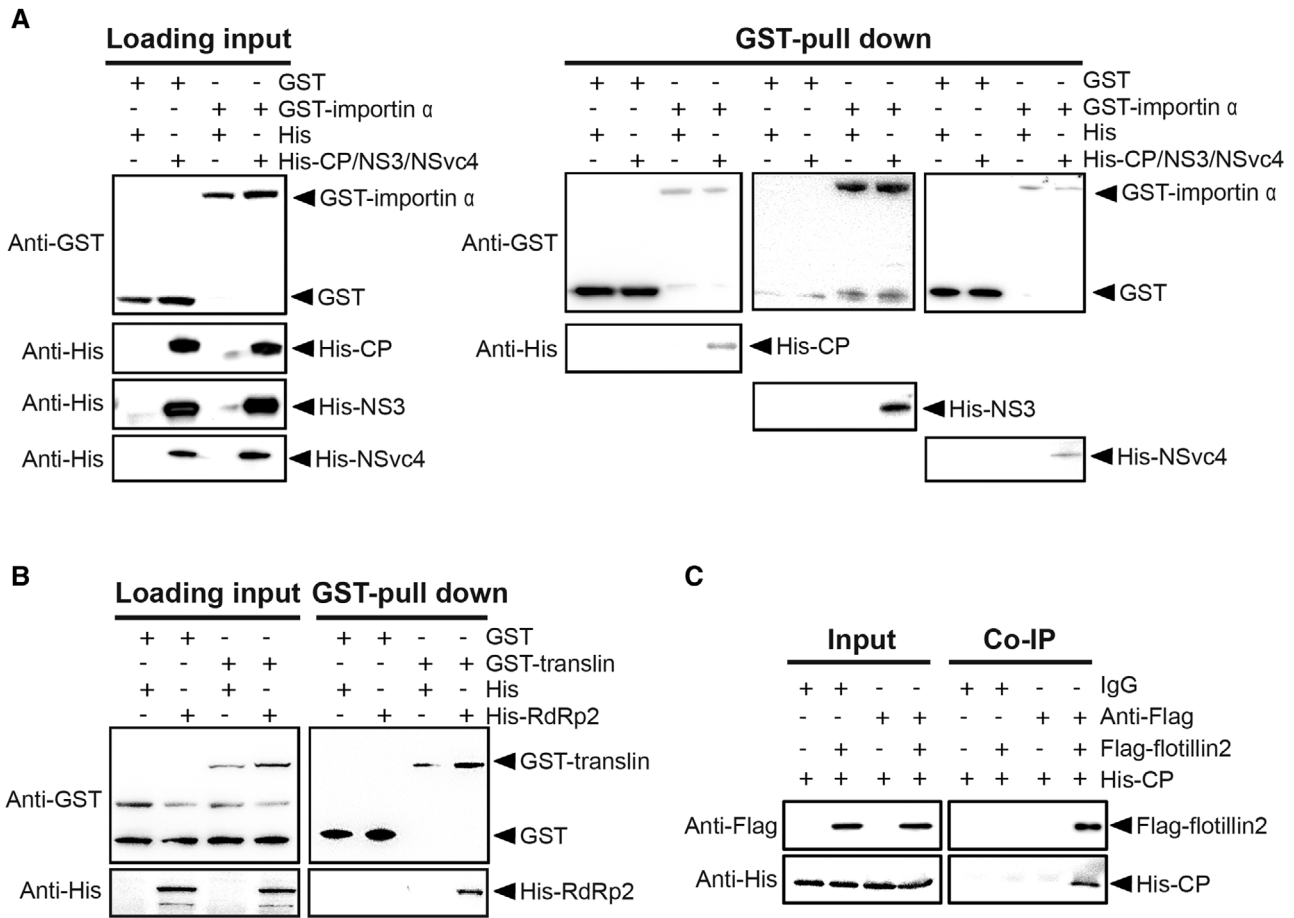 A
Loading input GST-pull down
+ + - - GST + + - - + + - - + + - - GST
- - + + GST-importin α - - + + - - + + - - + + GST-importin α
+ - + - His + - + - + - + - + - + - His
- + - + His-CP/NS3/NSvc4 - + - + - + - + - + - + His-CP/NS3/NSvc4
GST-importin α GST-importin α
Anti-GST Anti-GST
GST GST
Anti-His His-CP Anti-His His-CP
Anti-His His-NS3 His-NS3
Anti-His His-NSvc4 His-NSvc4
B
Loading input GST-pull down
+ + - - + + - - GST
- - + + - - + + GST-translin
+ - + - + - + - His
- + - + - + - + His-RdRp2
GST-translin
Anti-GST
GST
Anti-His His-RdRp2
C
Input Co-IP
+ + - - + + - - IgG
- - + + - - + + Anti-Flag
- + - + - + - + Flag-flotillin2
+ + + + + + + + His-CP
Anti-Flag Flag-flotillin2
Anti-His His-CP